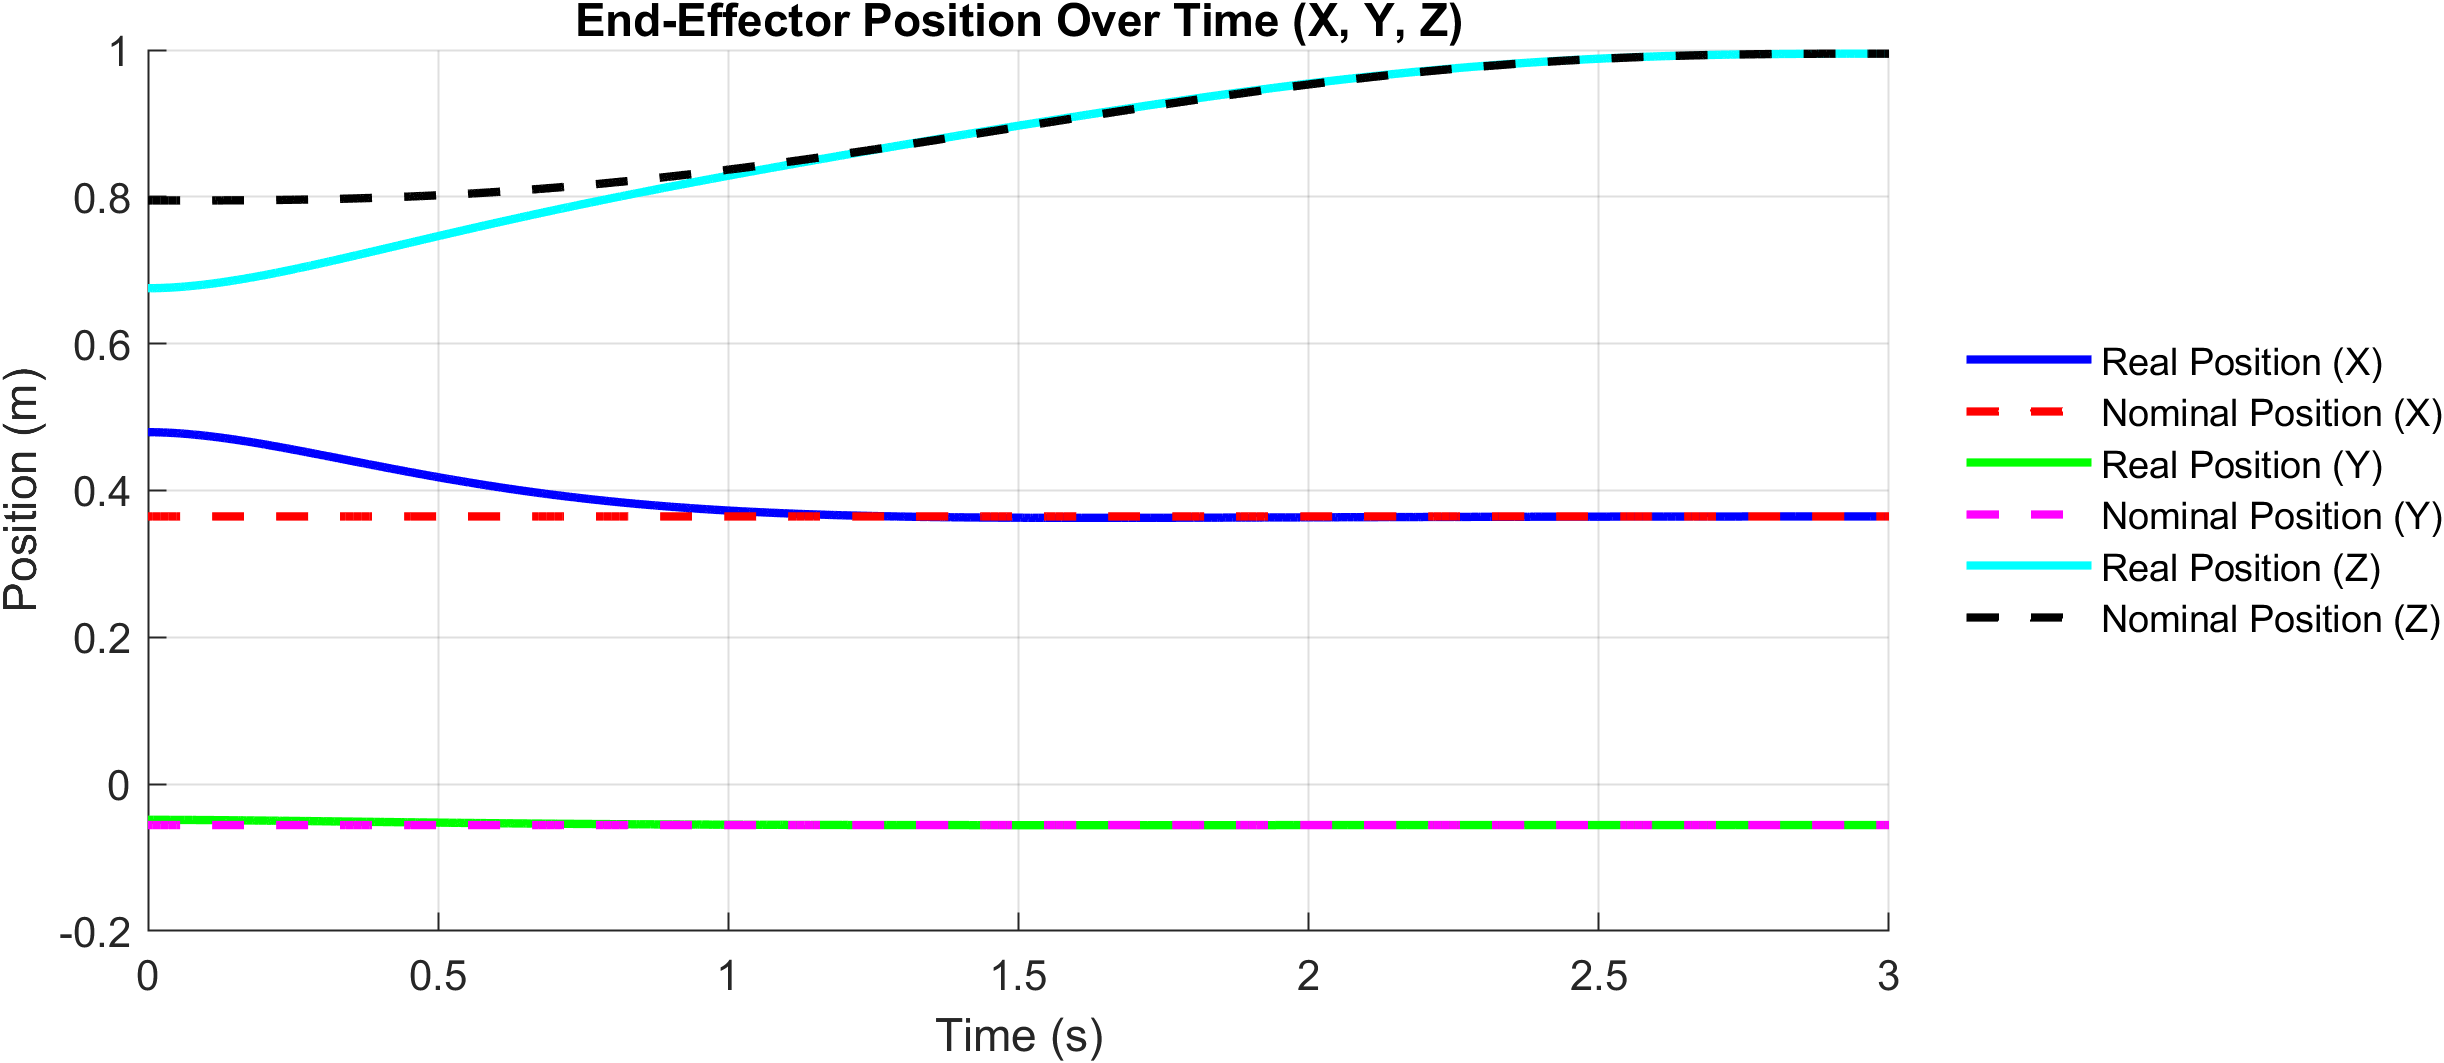 End-Effector Position Over Time (X, Y, Z)
1
0.8
0.6
0.4
0.2
0
-0.2
Position (m)
0 0.5 1 1.5 2 2.5 3
Time (s)
Real Position (X)
Nominal Position (X)
Real Position (Y)
Nominal Position (Y)
Real Position (Z)
Nominal Position (Z)